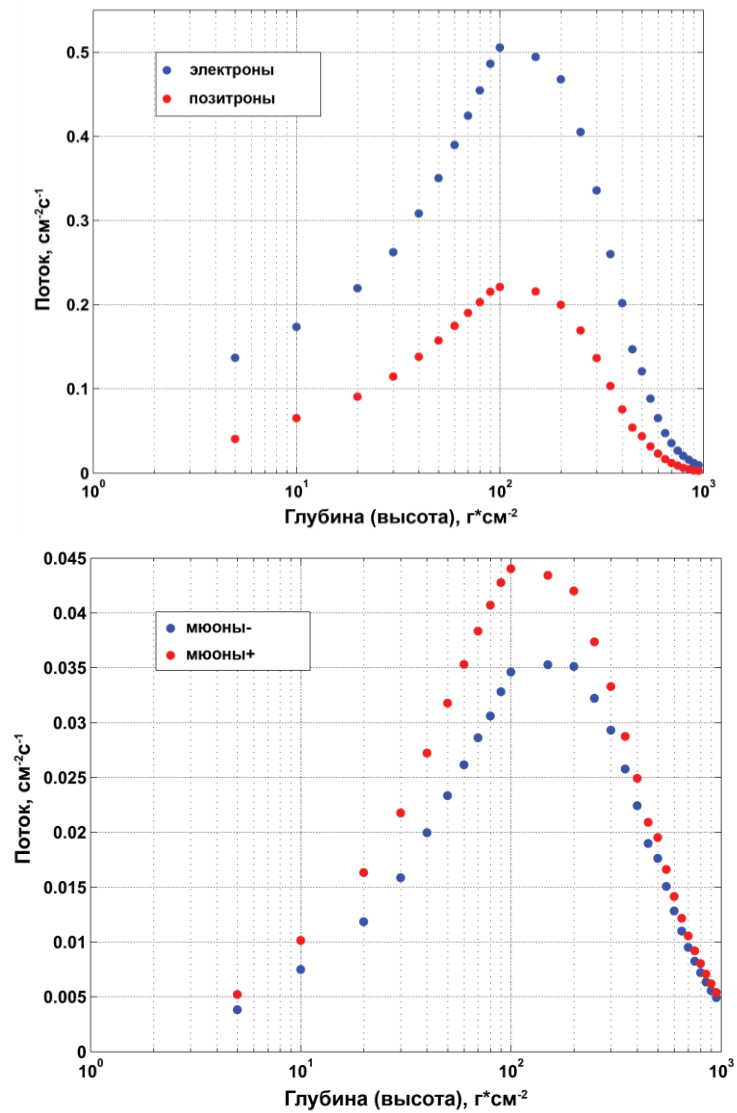 0.5
0.4
0.3
0.2
0.1
0
Поток, см⁻²с⁻¹
электроны
позитроны
10⁰ 10¹ 10² 10³
Глубина (высота), г*см⁻²
0.045
0.04
0.035
0.03
0.025
0.02
0.015
0.01
0.005
0
Поток, см⁻²с⁻¹
мюоны-
мюоны+
10⁰ 10¹ 10² 10³
Глубина (высота), г*см⁻²